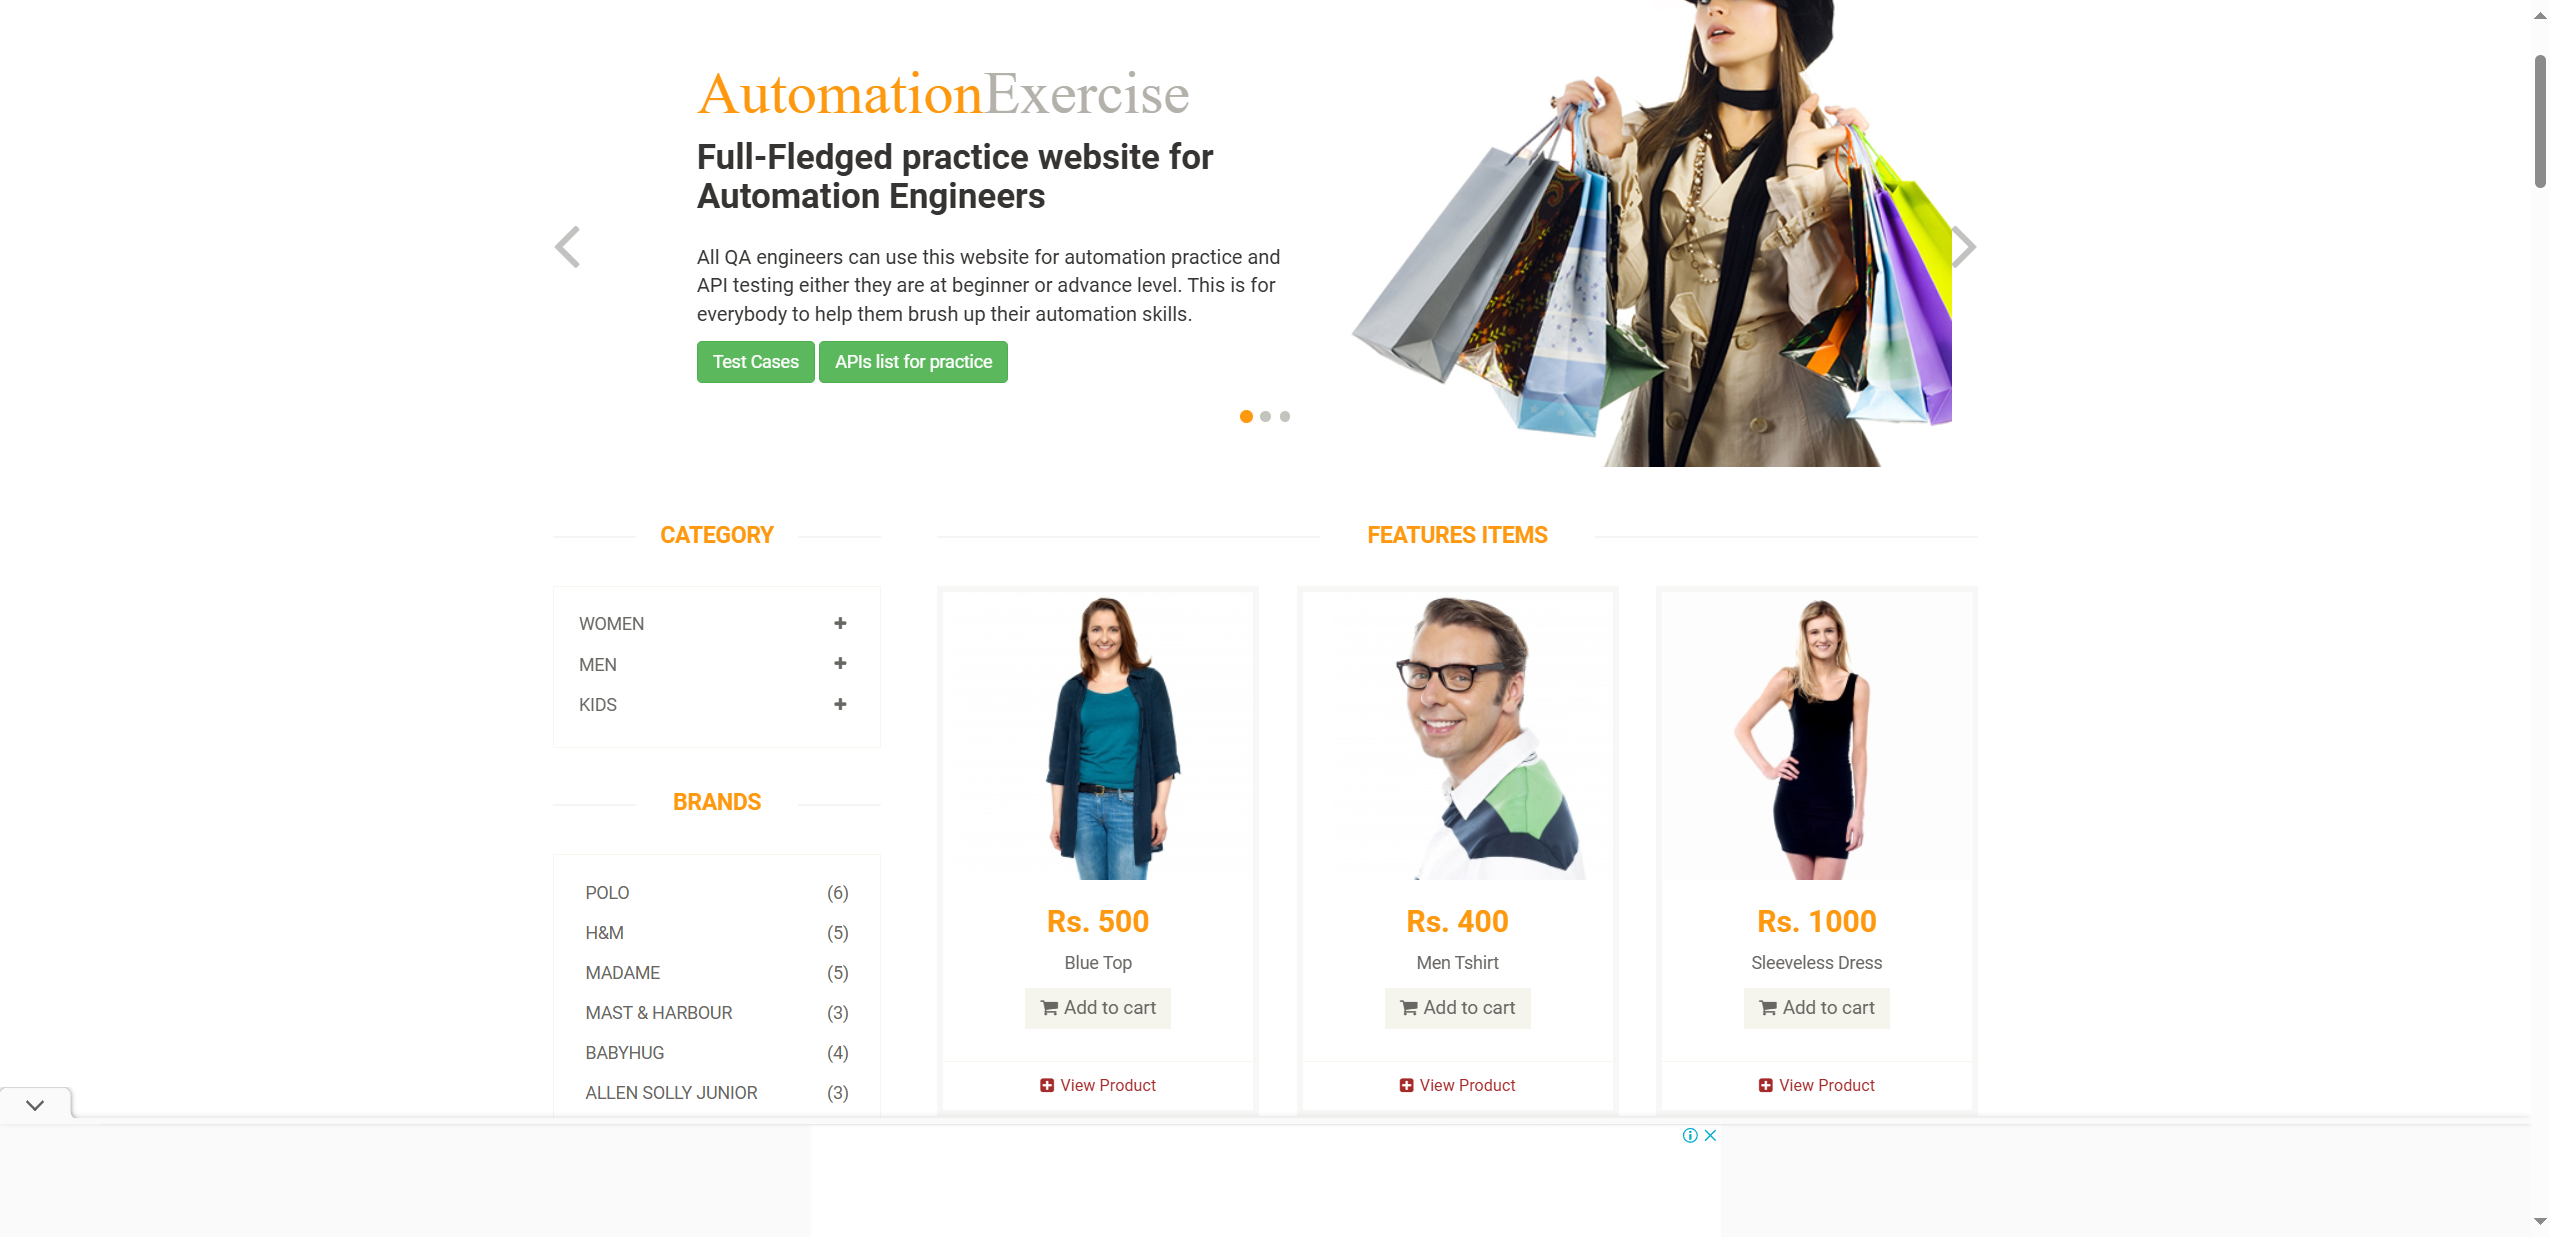 AutomationExercise
Full-Fledged practice website for
Automation Engineers
All QA engineers can use this website for automation practice and
API testing either they are at beginner or advance level. This is for
everybody to help them brush up their automation skills.
Test Cases
APIs list for practice
CATEGORY
WOMEN
MEN
KIDS
BRANDS
POLO (6)
H&M (5)
MADAME (5)
MAST & HARBOUR (3)
BABYHUG (4)
ALLEN SOLLY JUNIOR (3)
FEATURES ITEMS
Rs. 500
Blue Top
Add to cart
View Product
Rs. 400
Men Tshirt
Add to cart
View Product
Rs. 1000
Sleeveless Dress
Add to cart
View Product